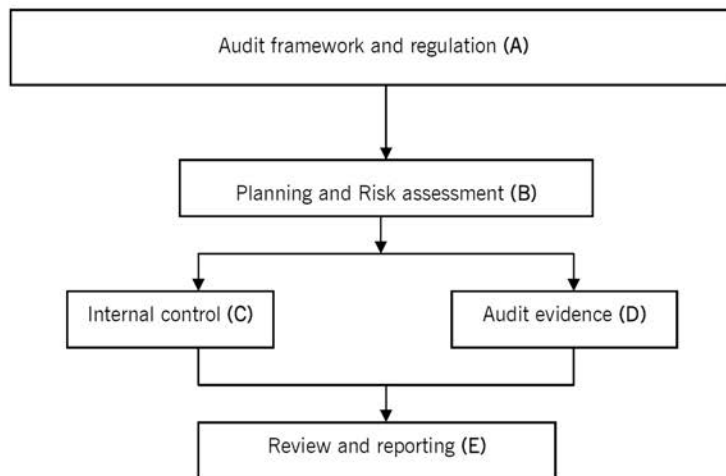 Audit framework and regulation (A)
Planning and Risk assessment (B)
Internal control (C)
Audit evidence (D)
Review and reporting (E)